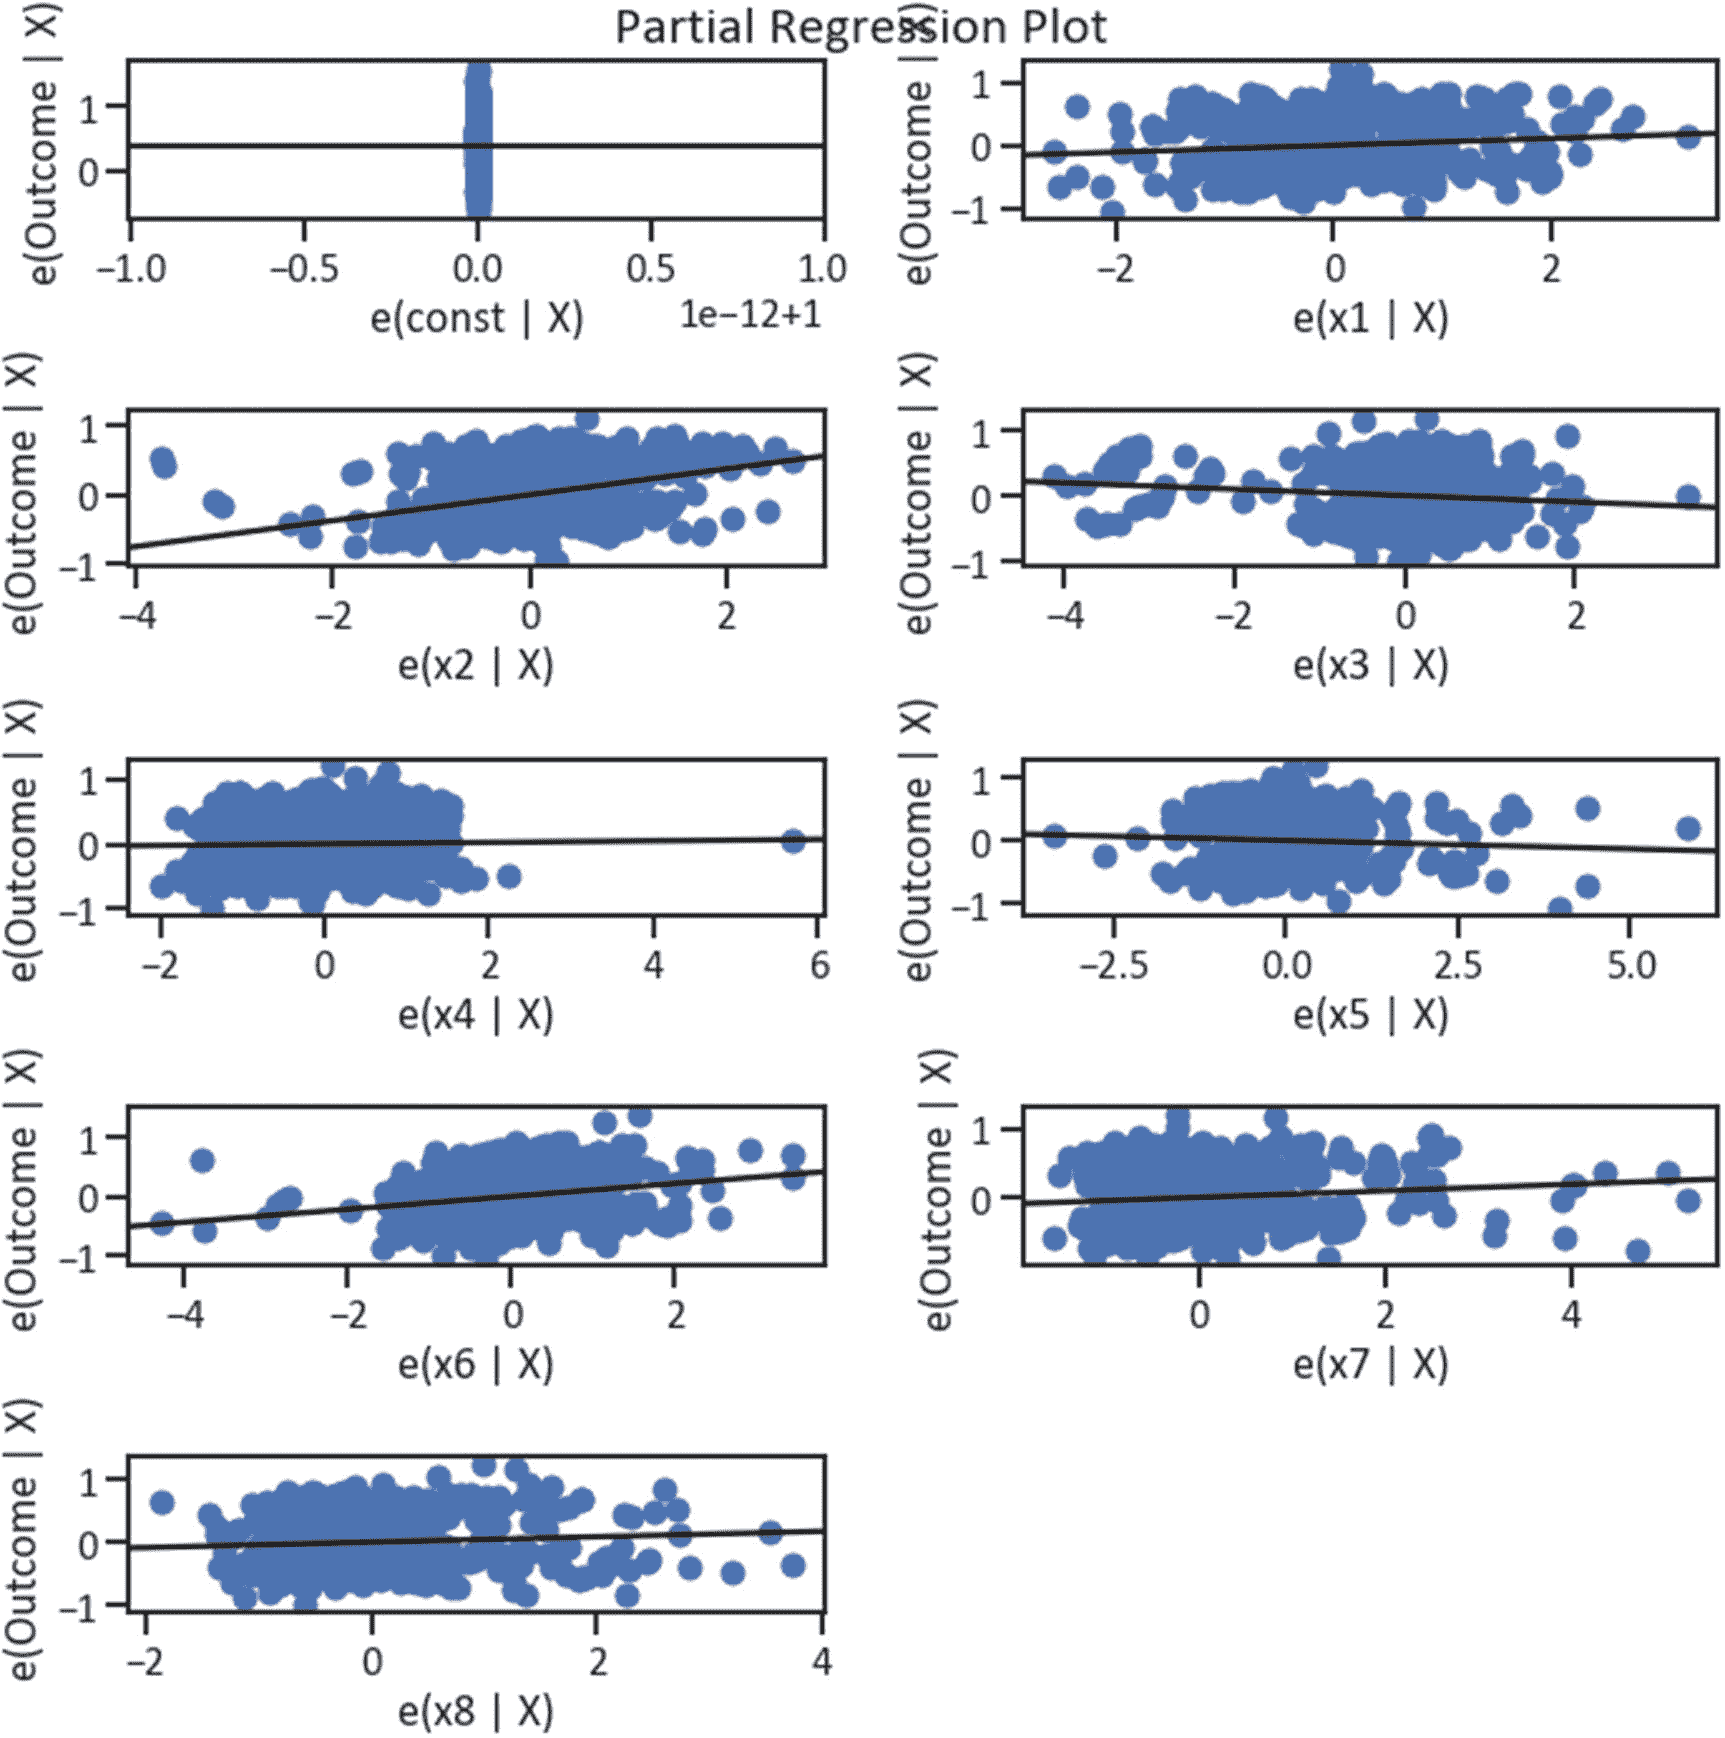 Partial Regression Plot
e(Outcome | X)
1
0
−1.0 −0.5 0.0 0.5 1.0
e(const | X)
1e−12+1
e(Outcome | X)
1
0
−1
−2 0 2
e(x1 | X)
e(Outcome | X)
1
0
−1
−4 −2 0 2
e(x2 | X)
e(Outcome | X)
1
0
−1
−4 −2 0 2
e(x3 | X)
e(Outcome | X)
1
0
−1
−2 0 2 4 6
e(x4 | X)
e(Outcome | X)
1
0
−1
−2.5 0.0 2.5 5.0
e(x5 | X)
e(Outcome | X)
1
0
−1
−4 −2 0 2
e(x6 | X)
e(Outcome | X)
1
0
0 2 4
e(x7 | X)
e(Outcome | X)
1
0
−1
−2 0 2 4
e(x8 | X)